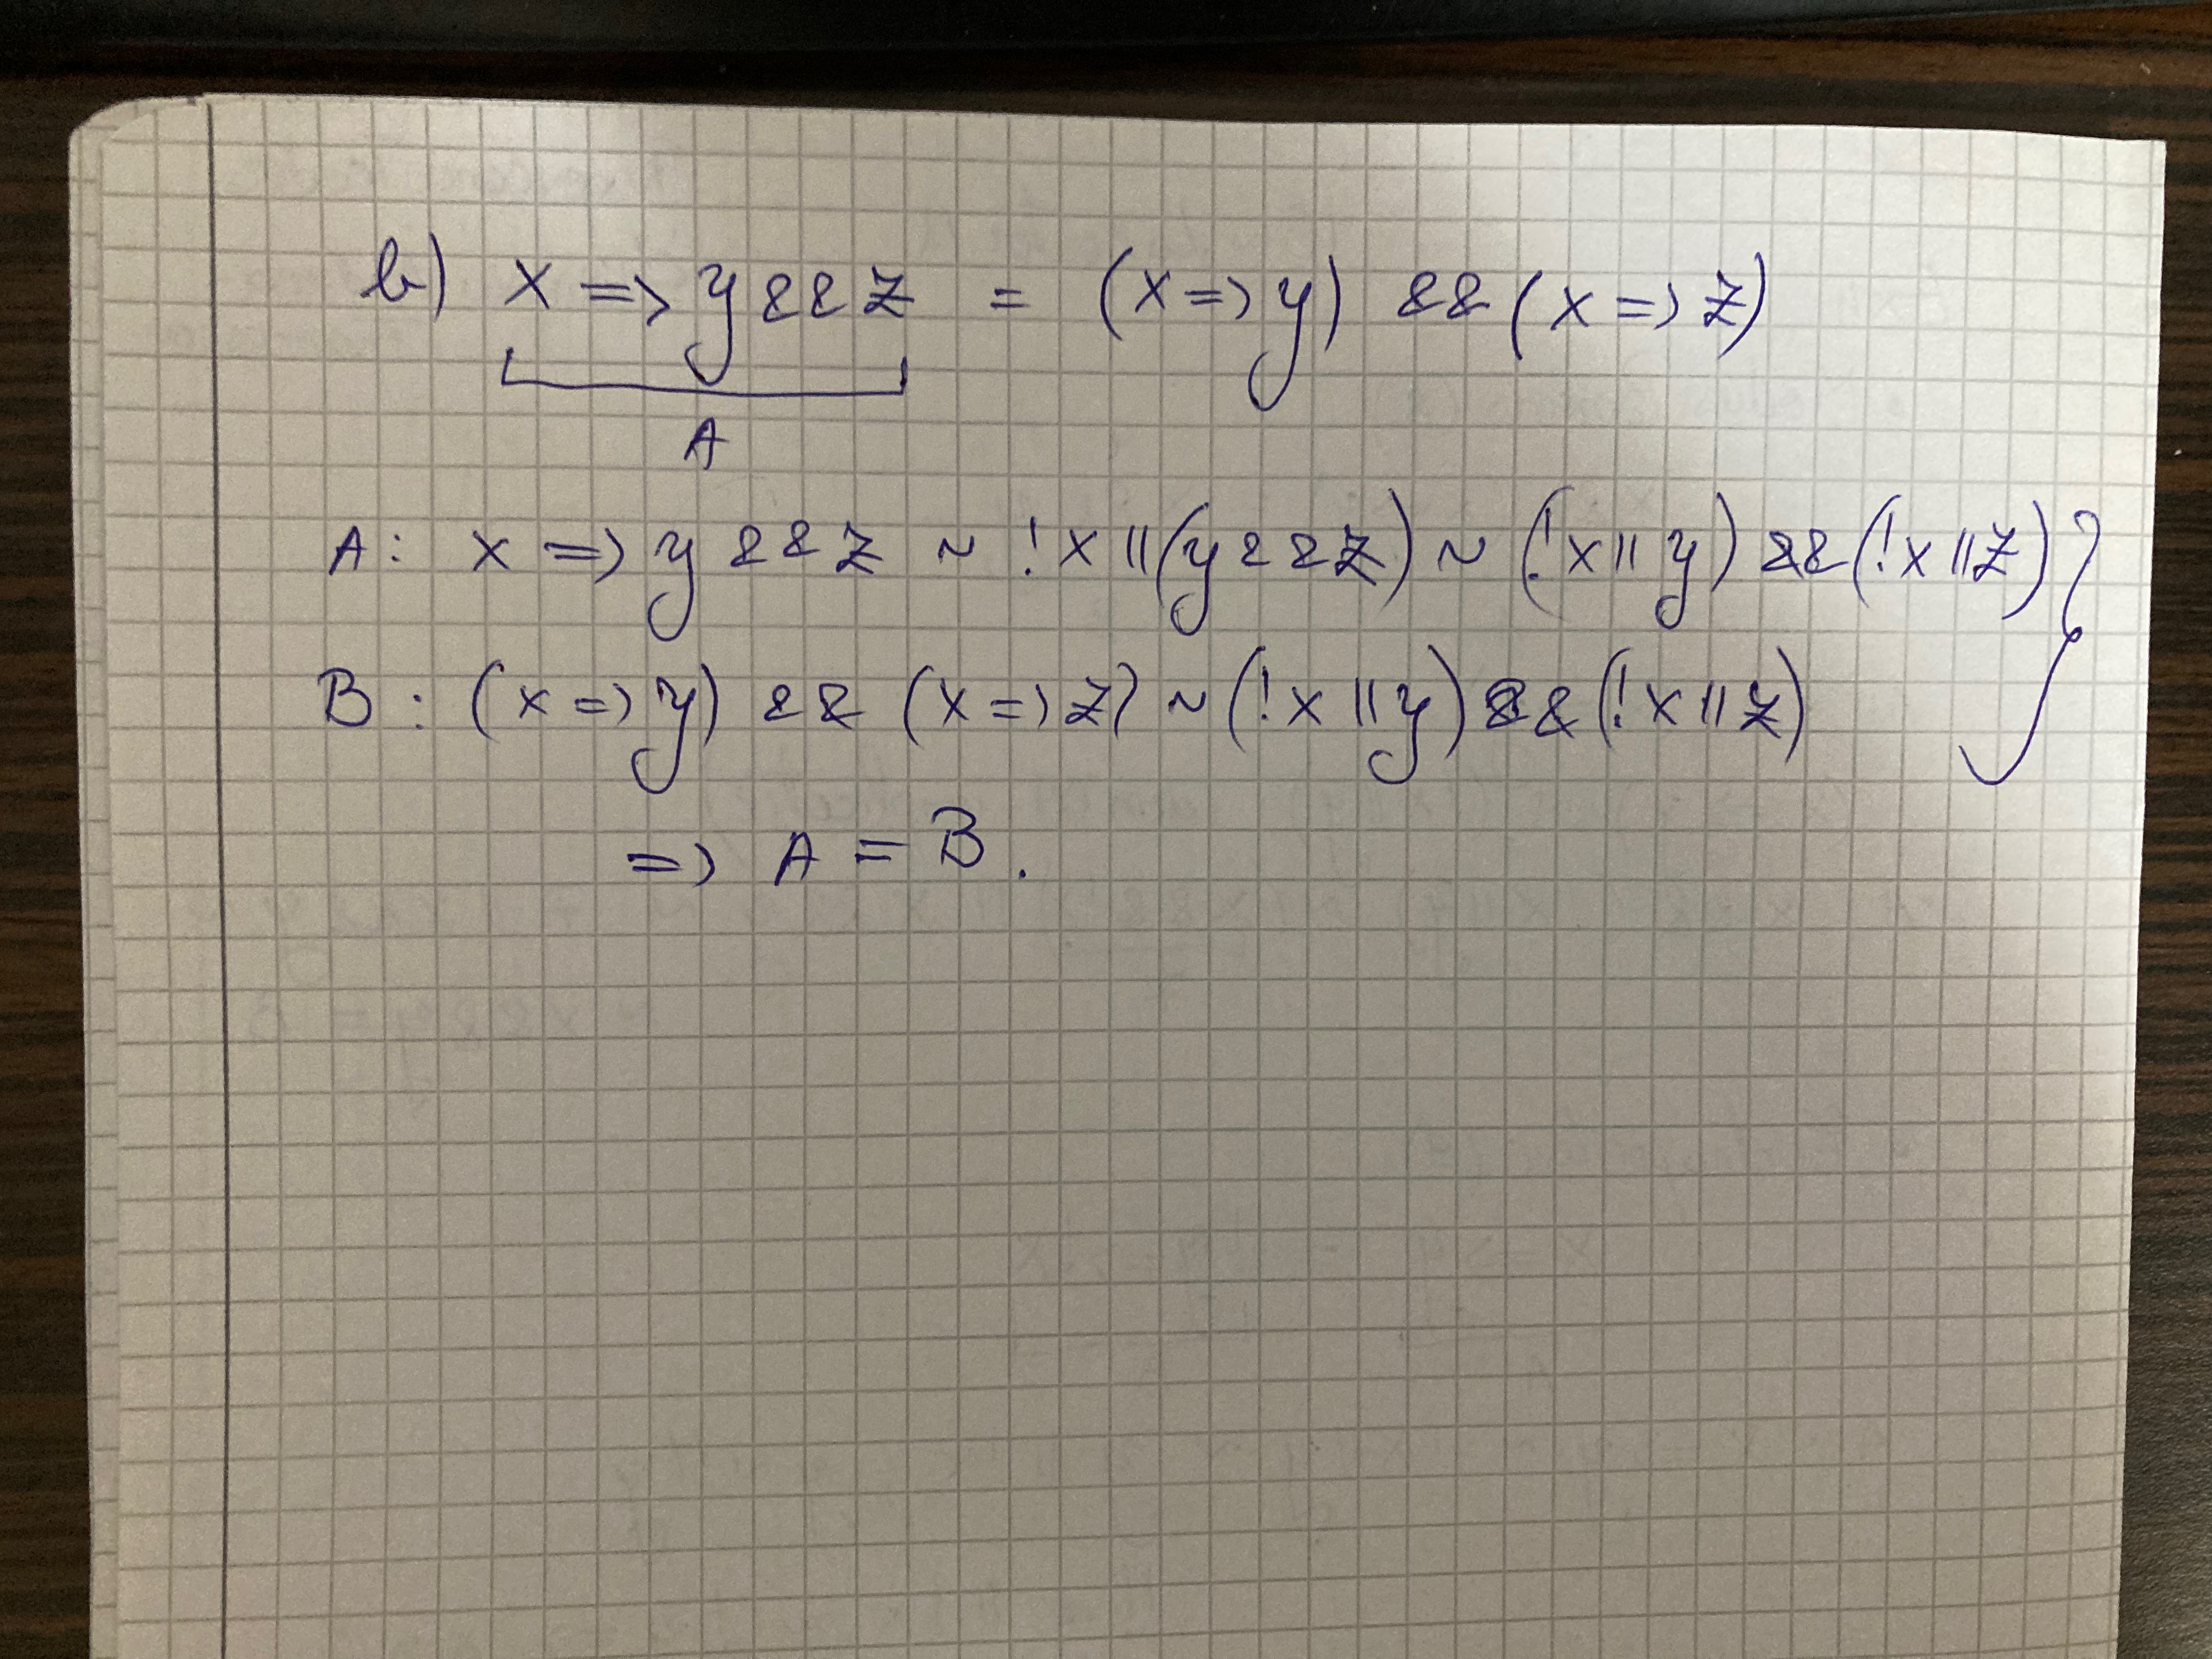 b) x => y && z = (x => y) && (x => z)
A
A: x => y && z ~ !x || (y && z) ~ (!x || y) && (!x || z)
B: (x => y) && (x => z) ~ (!x || y) && (!x || z)
=> A = B.